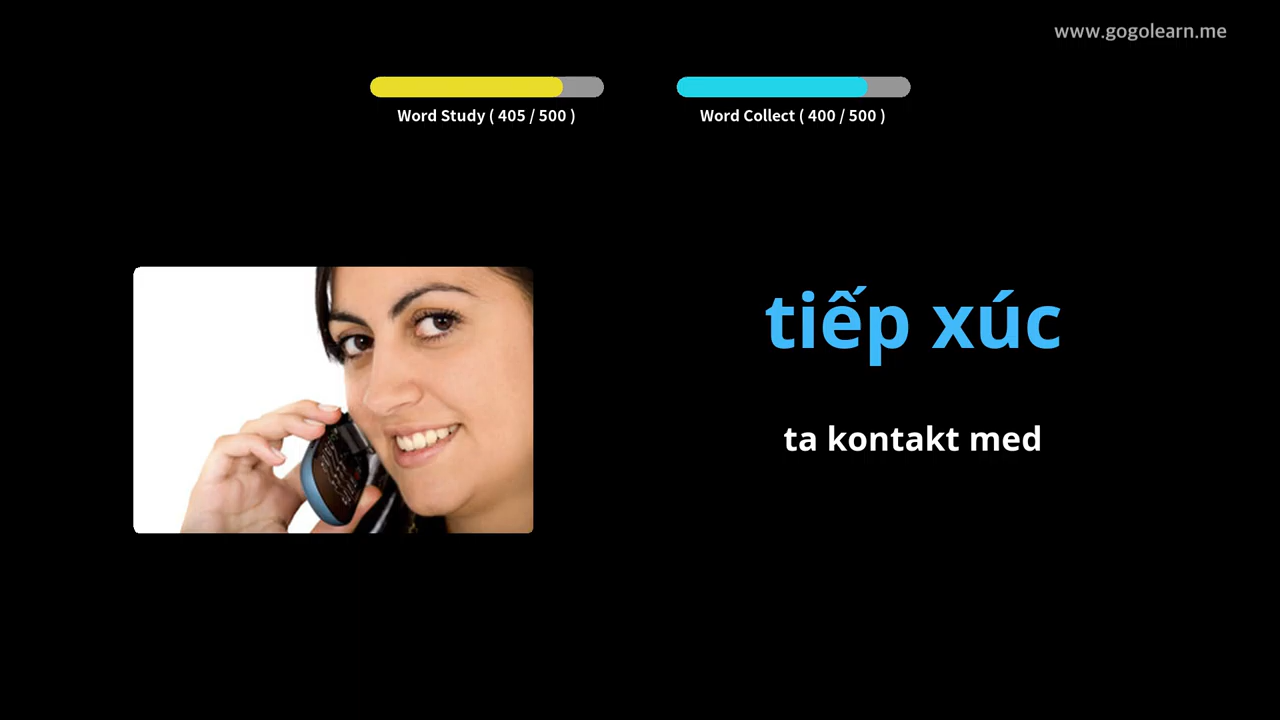 www.gogolearn.me
Word Study ( 405 / 500 )
Word Collect ( 400 / 500 )
tiếp xúc
ta kontakt med